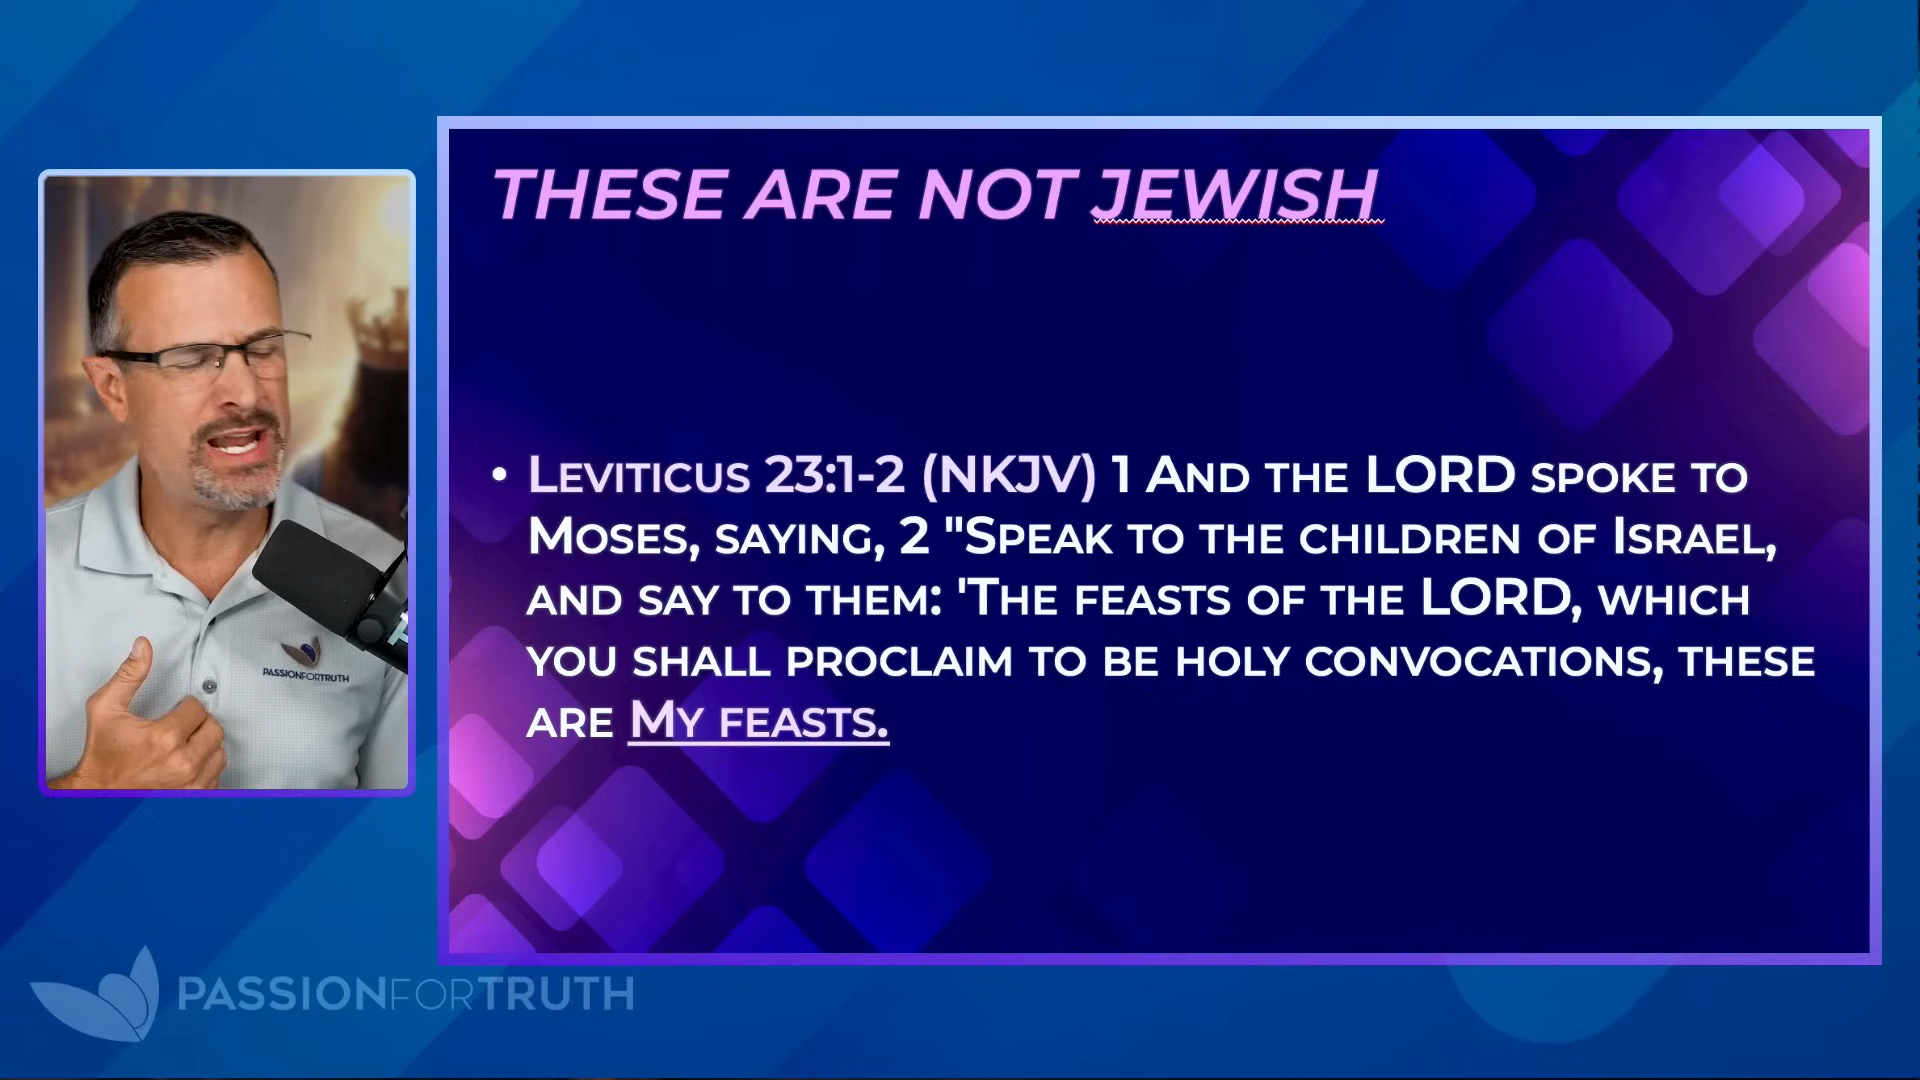 THESE ARE NOT JEWISH
• LEVITICUS 23:1-2 (NKJV) 1 AND THE LORD SPOKE TO
MOSES, SAYING, 2 "SPEAK TO THE CHILDREN OF ISRAEL,
AND SAY TO THEM: 'THE FEASTS OF THE LORD, WHICH
YOU SHALL PROCLAIM TO BE HOLY CONVOCATIONS, THESE
ARE MY FEASTS.
PASSIONFORTRUTH
PASSIONFORTRUTH